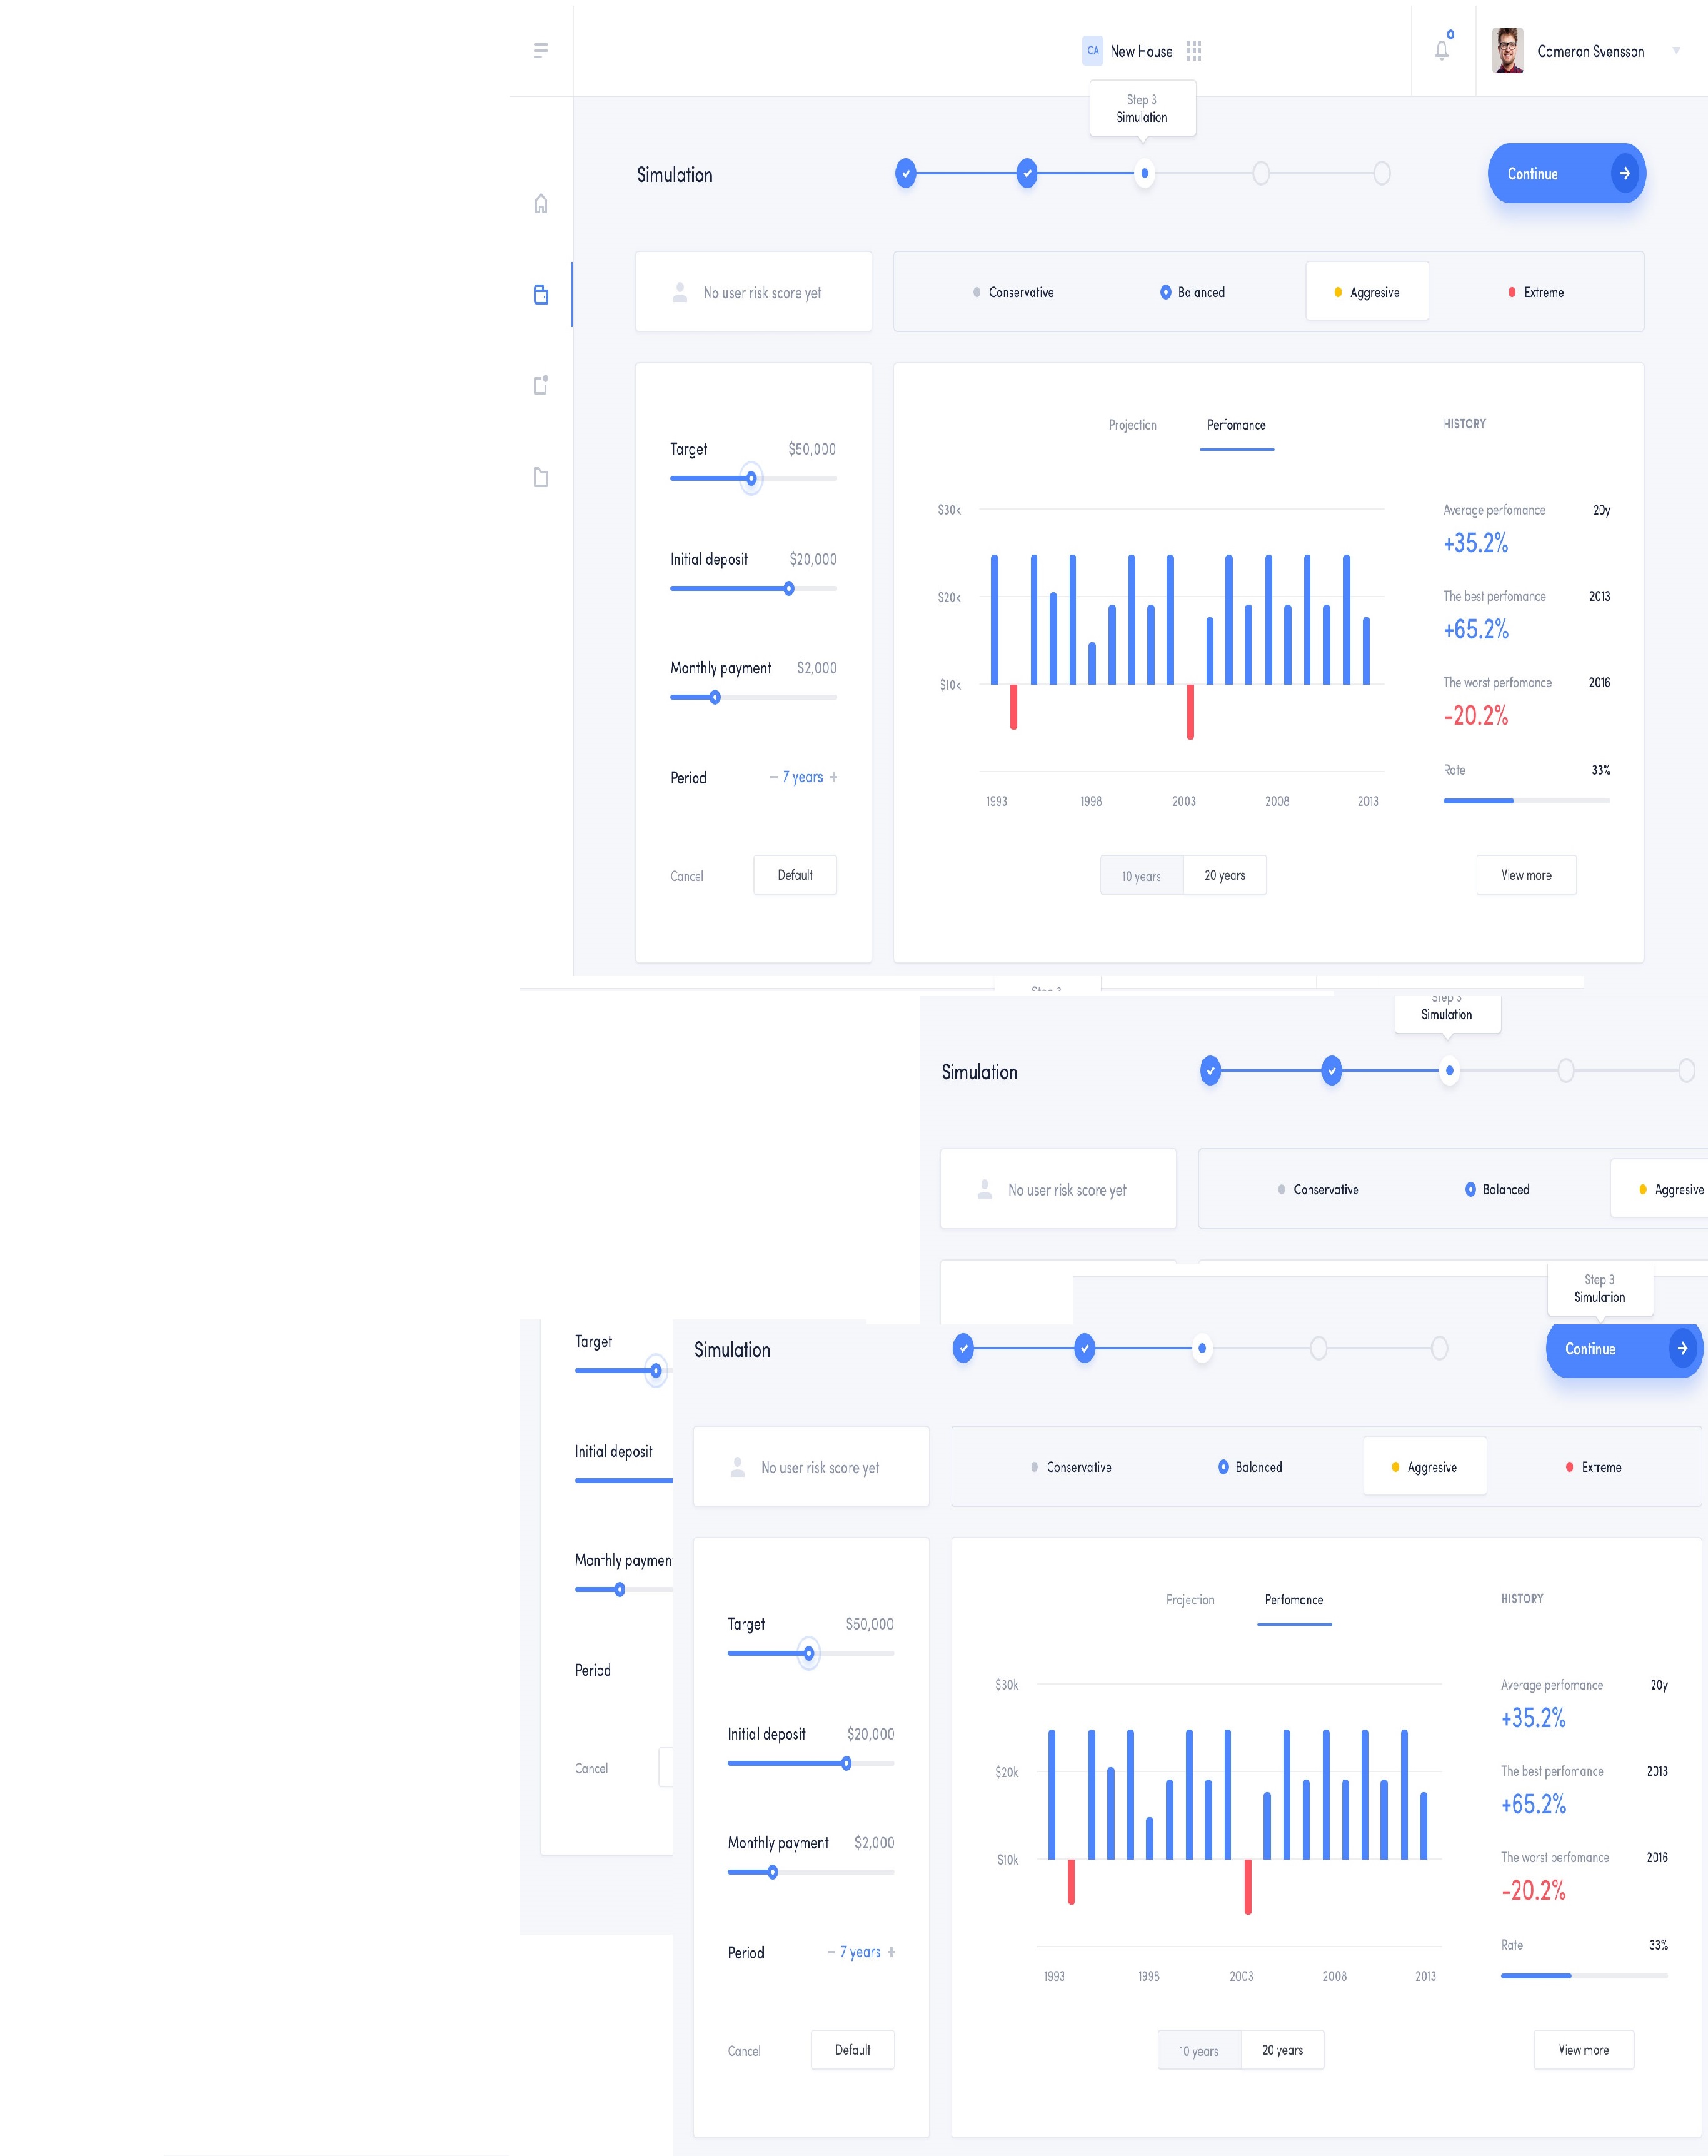 CA New House
0
Cameron Svensson
Step 3
Simulation
Simulation
Continue
No user risk score yet
Conservative
Balanced
Aggresive
Extreme
Target $50,000
Initial deposit $20,000
Monthly payment $2,000
Period – 7 years +
Cancel
Default
Projection
Perfomance
$30k
$20k
$10k
1993 1998 2003 2008 2013
10 years
20 years
HISTORY
Average perfomance 20y
+35.2%
The best perfomance 2013
+65.2%
The worst perfomance 2016
-20.2%
Rate 33%
View more
Step 3
Step 3
Simulation
Simulation
No user risk score yet
Conservative
Balanced
Aggresive
Step 3
Simulation
Target
Initial deposit
Monthly paymen
Period
Cancel
Simulation
Continue
No user risk score yet
Conservative
Balanced
Aggresive
Extreme
Target $50,000
Initial deposit $20,000
Monthly payment $2,000
Period – 7 years +
Cancel
Default
Projection
Perfomance
$30k
$20k
$10k
1993 1998 2003 2008 2013
10 years
20 years
HISTORY
Average perfomance 20y
+35.2%
The best perfomance 2013
+65.2%
The worst perfomance 2016
-20.2%
Rate 33%
View more